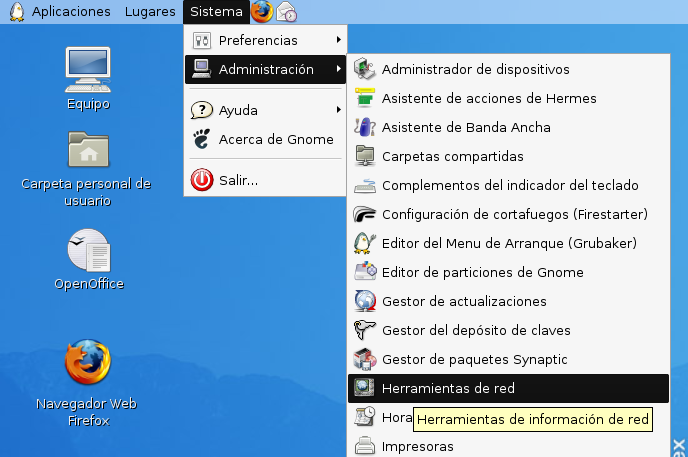 Aplicaciones Lugares Sistema
Preferencias
Administración
Ayuda
Acerca de Gnome
Salir...
Administrador de dispositivos
Asistente de acciones de Hermes
Asistente de Banda Ancha
Carpetas compartidas
Complementos del indicador del teclado
Configuración de cortafuegos (Firestarter)
Editor del Menu de Arranque (Grubaker)
Editor de particiones de Gnome
Gestor de actualizaciones
Gestor del depósito de claves
Gestor de paquetes Synaptic
Herramientas de red
Hora
Herramientas de información de red
Impresoras
Equipo
Carpeta personal de
usuario
OpenOffice
Navegador Web
Firefox
ex